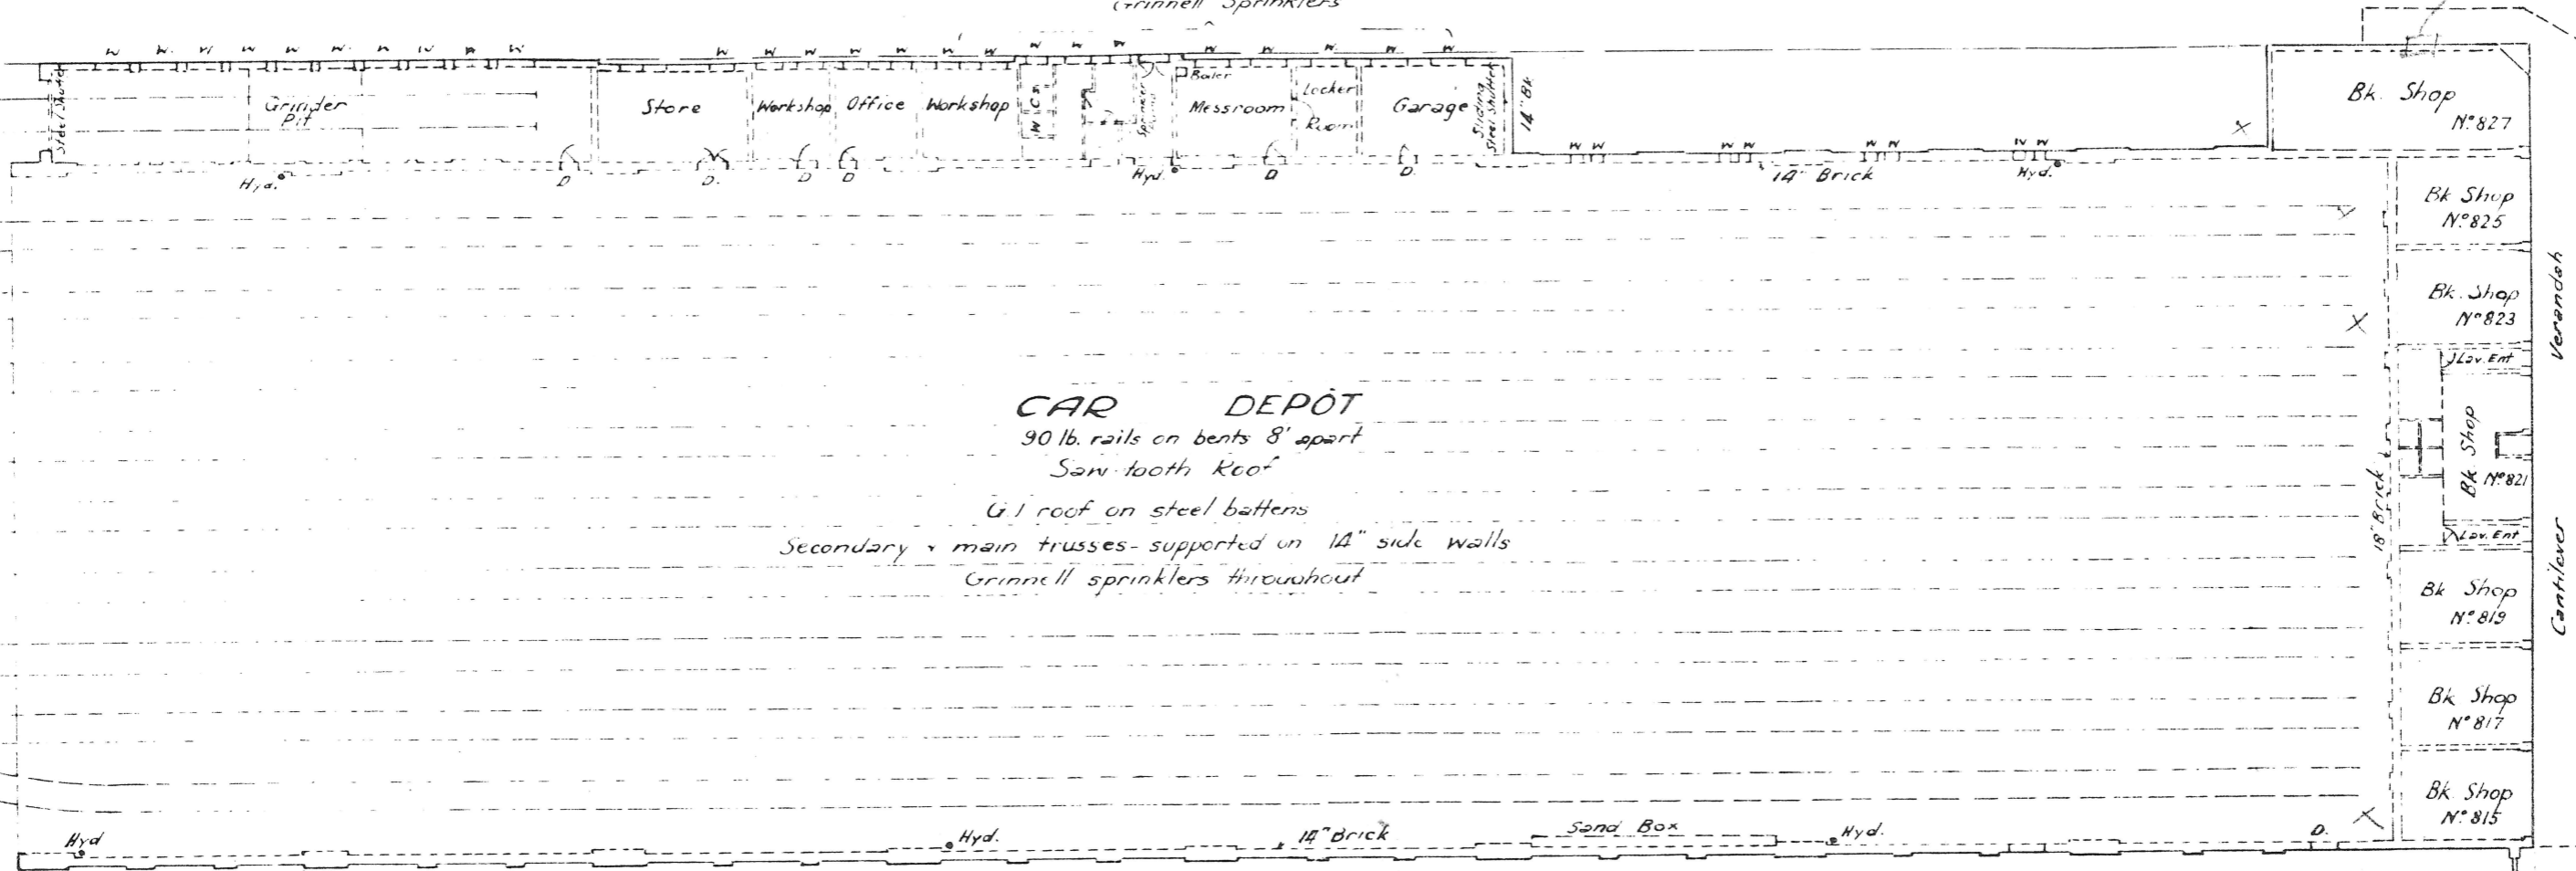 Grinnell Sprinklers
W W. W W W W. W W W W W W W W W W W W W W W W W W W
Steel Shutter
Grinder
Pit
Store
Workshop
Office
Workshop
W C's
Sprinkler
Boiler
Messroom
Locker
Room
Garage
Sliding
Steel Shutter
14" Bk
W W W W W W W W
14" Brick
Hyd.
D
D.
D
D
Hyd.
D
D.
Hyd.
Bk. Shop
Nº 827
Bk Shop
Nº 825
Bk. Shop
Nº 823
Lav. Ent
Bk Shop
Nº 821
Lav. Ent
Bk Shop
Nº 819
Bk Shop
Nº 817
Bk. Shop
Nº 815
Cantilever Verandah
18" Brick
CAR DEPÔT
90 lb. rails on bents 8' apart
Saw-tooth Roof
G.I roof on steel battens
Secondary & main trusses - supported on 14" side walls
Grinnell sprinklers throughout
Hyd
Hyd.
14" Brick
Sand Box
Hyd.
D.